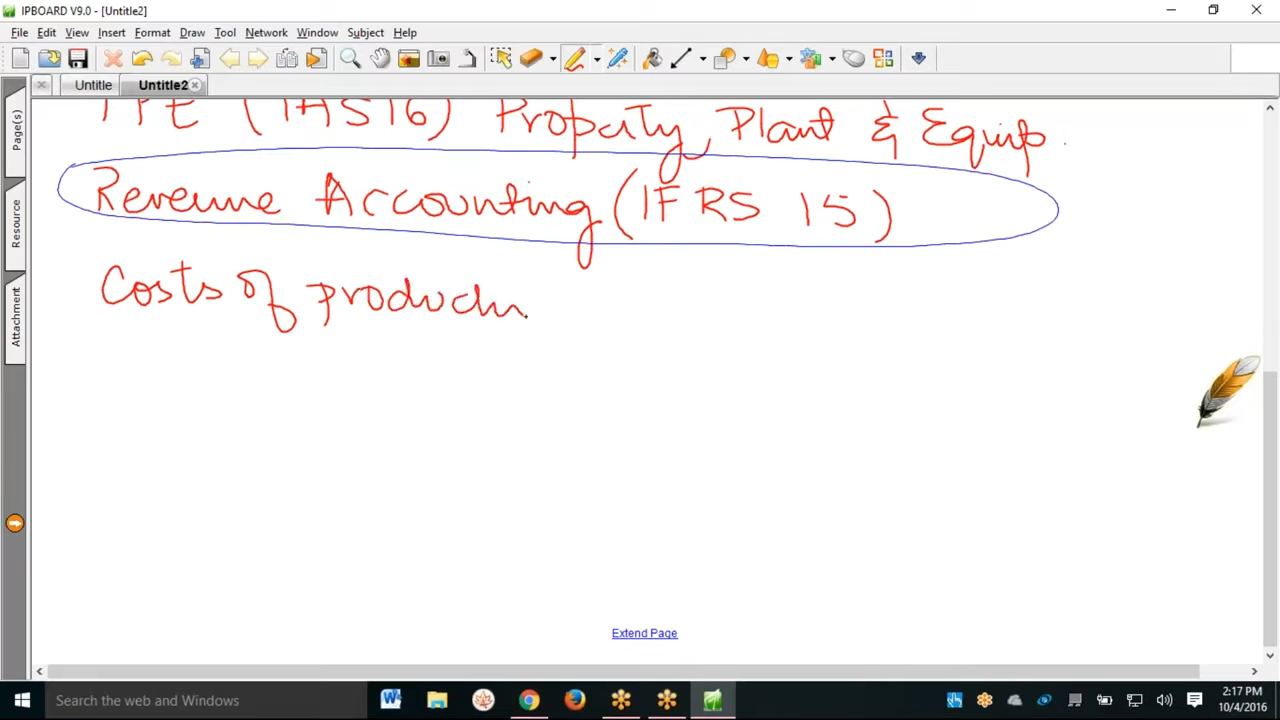 IPBOARD V9.0 - [Untitle2]
File Edit View Insert Format Draw Tool Network Window Subject Help
Untitle Untitle2
Page(s)
Resource
Attachment
PPE (IAS16) Property, Plant & Equip
Revenue Accounting (IFRS 15)
Costs of producin
Extend Page
Search the web and Windows
2:17 PM
10/4/2016